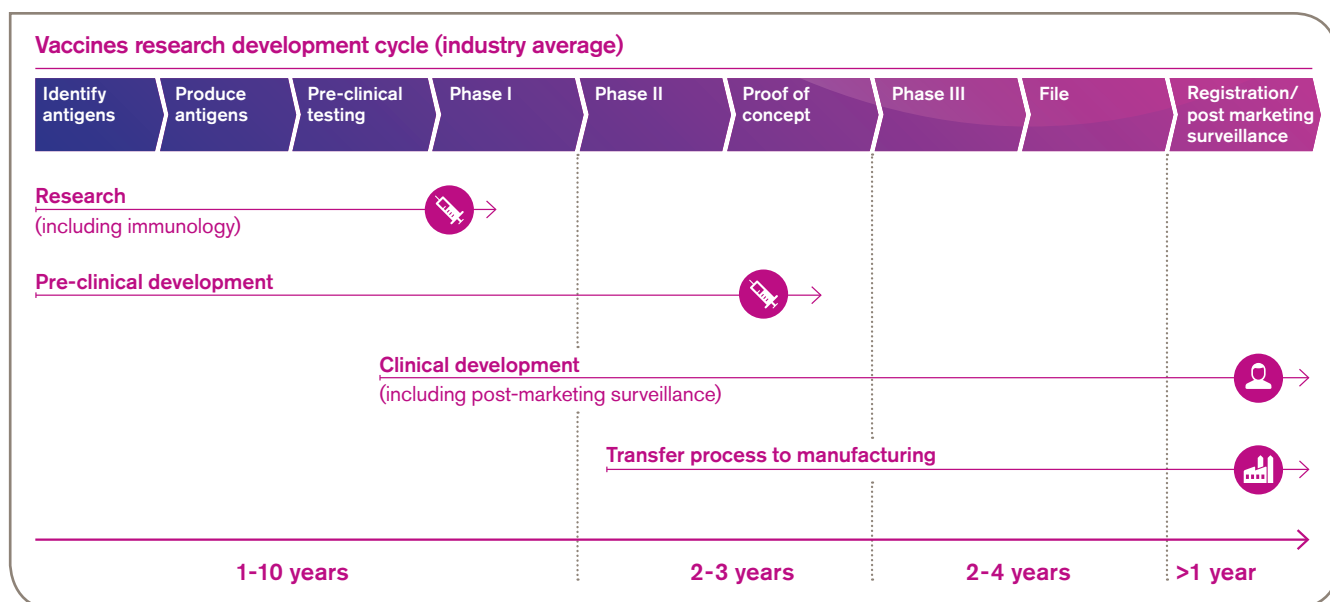 Vaccines research development cycle (industry average)
Identify
antigens
Produce
antigens
Pre-clinical
testing
Phase I
Phase II
Proof of
concept
Phase III
File
Registration/
post marketing
surveillance
Research
(including immunology)
Pre-clinical development
Clinical development
(including post-marketing surveillance)
Transfer process to manufacturing
1-10 years
2-3 years
2-4 years
>1 year